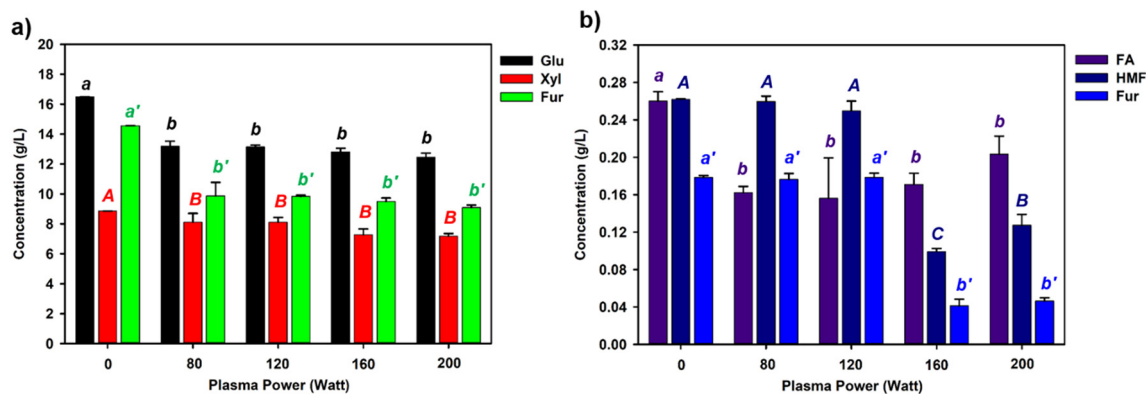 a)
20
18
16
14
12
10
8
6
4
2
0
Concentration (g/L)
a
A
a'
b
B
b'
b
B
b'
b
B
b'
b
B
b'
Glu
Xyl
Fur
0
80
120
160
200
Plasma Power (Watt)
b)
0.32
0.28
0.24
0.20
0.16
0.12
0.08
0.04
0.00
Concentration (g/L)
a
A
a'
b
A
a'
b
A
a'
b
C
b'
b
B
b'
FA
HMF
Fur
0
80
120
160
200
Plasma Power (Watt)